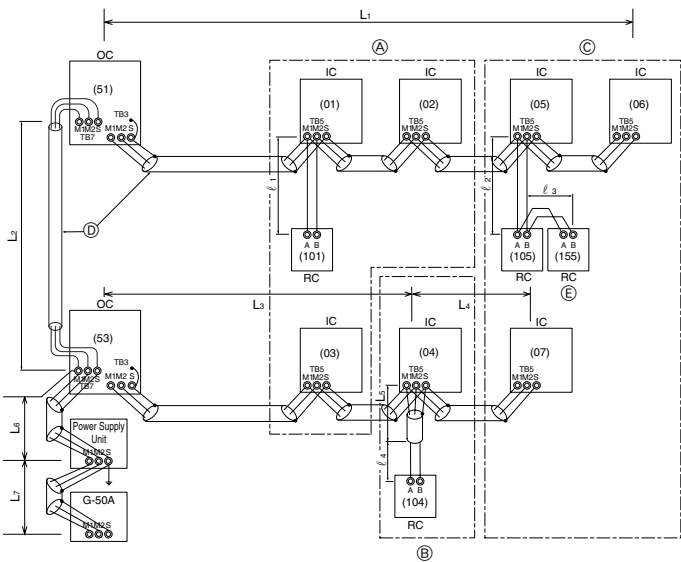 L1
A
C
OC
IC
IC
IC
IC
(51)
(01)
(02)
(05)
(06)
TB3
M1M2S
TB7
M1M2 S
TB5
M1M2S
TB5
M1M2S
TB5
M1M2S
TB5
M1M2S
L2
D
ℓ1
ℓ2
ℓ3
A B
(101)
RC
A B
(105)
RC
A B
(155)
RC
E
L3
L4
OC
IC
IC
IC
(53)
(03)
(04)
(07)
TB3
M1M2S
TB7
M1M2 S
TB5
M1M2S
TB5
M1M2S
TB5
M1M2S
L5
L6
Power Supply
Unit
M1M2S
ℓ4
A B
(104)
RC
L7
G-50A
M1M2S
B